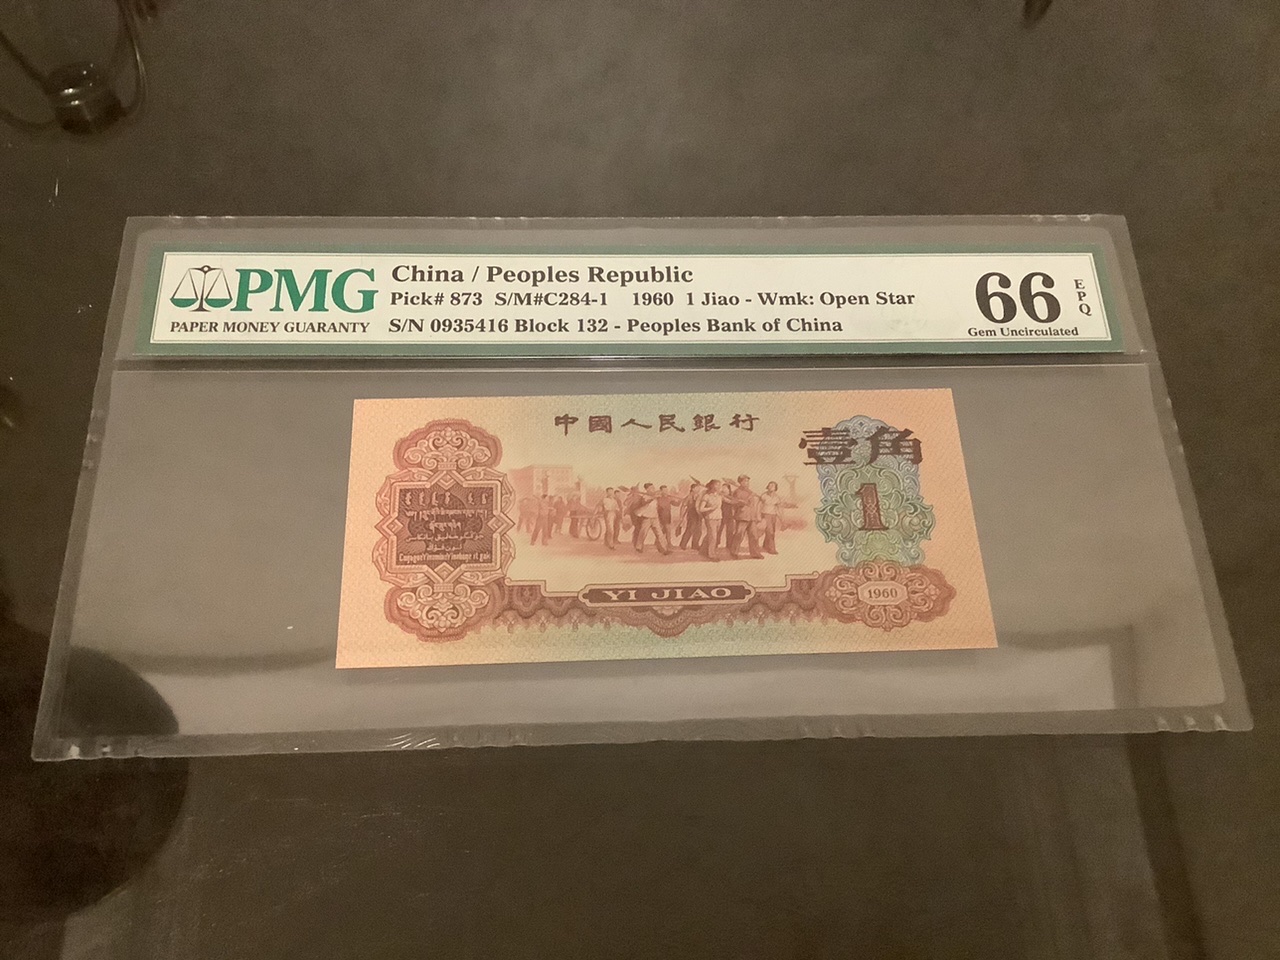 PMG
PAPER MONEY GUARANTY
China / Peoples Republic
Pick# 873 S/M#C284-1 1960 1 Jiao - Wmk: Open Star
S/N 0935416 Block 132 - Peoples Bank of China
66 EPQ
Gem Uncirculated
中國人民銀行
壹角
1
YI JIAO
1960